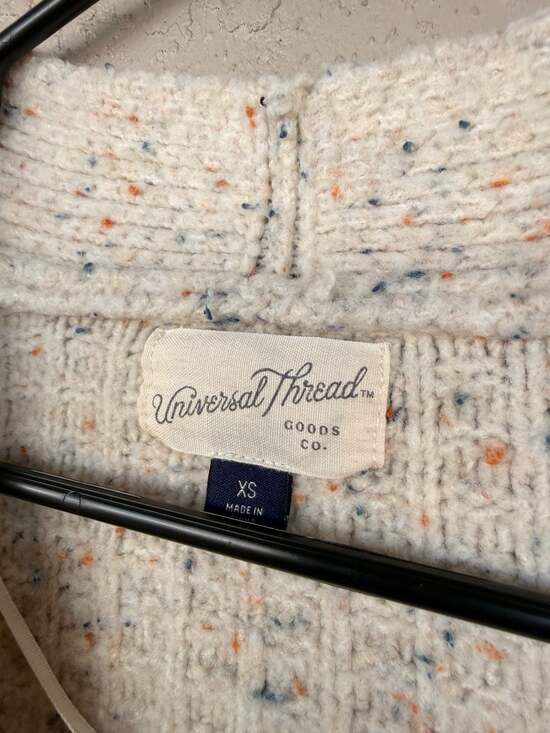 Universal Thread™
GOODS
CO-
XS
MADE IN